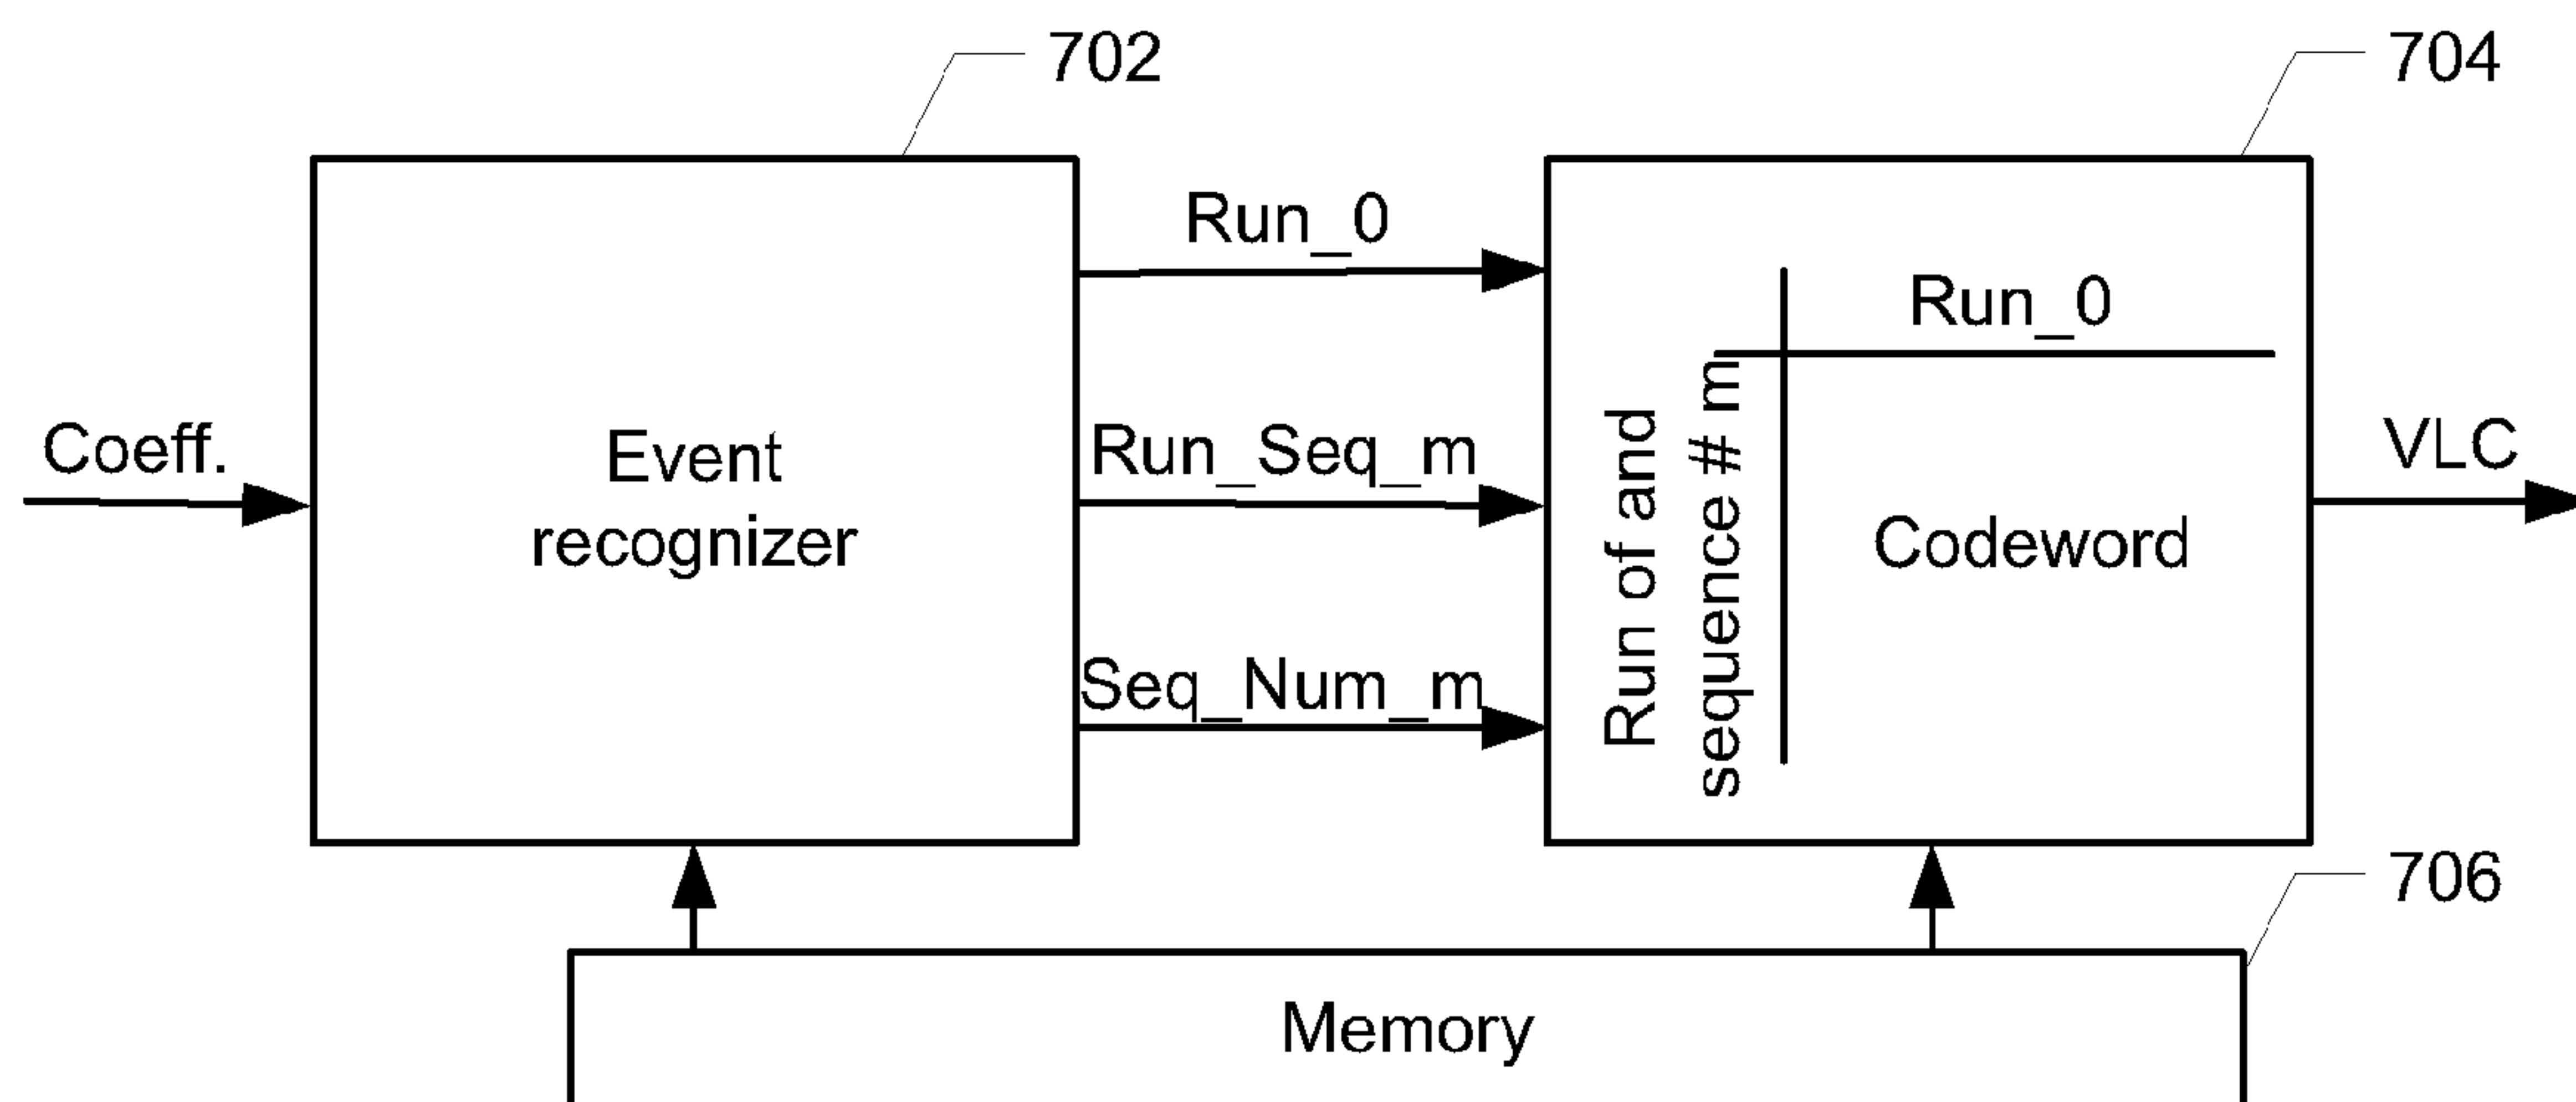 702
704
Run_0
Run_0
Coeff.
Event
recognizer
Run_Seq_m
Seq_Num_m
Run of and
sequence # m
Codeword
VLC
706
Memory